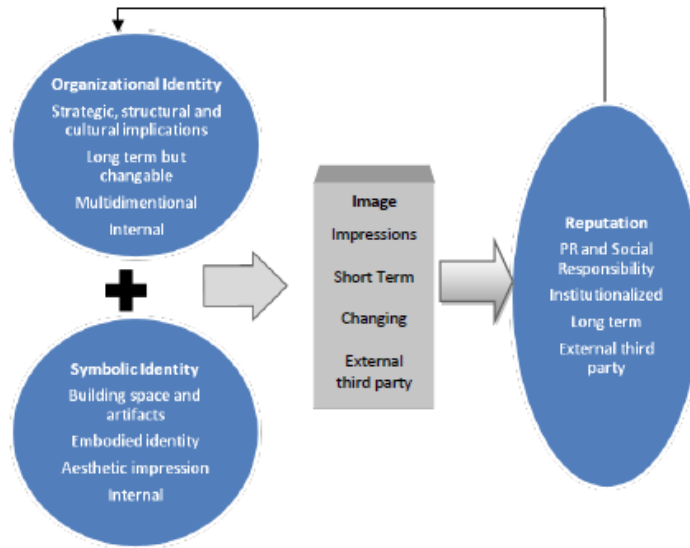 Organizational Identity
Strategic, structural and
cultural implications
Long term but
changable
Multidimentional
Internal
Symbolic Identity
Building space and
artifacts
Embodied identity
Aesthetic impression
Internal
Image
Impressions
Short Term
Changing
External
third party
Reputation
PR and Social
Responsibility
Institutionalized
Long term
External third
party